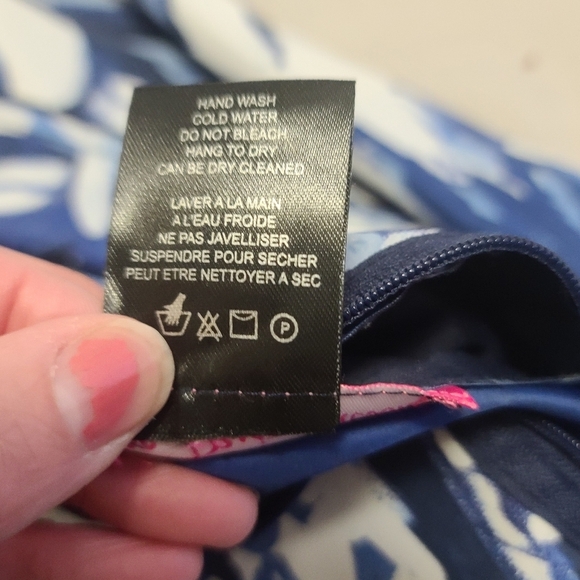 HAND WASH
COLD WATER
DO NOT BLEACH
HANG TO DRY
CAN BE DRY CLEANED
LAVER A LA MAIN
A L'EAU FROIDE
NE PAS JAVELLISER
SUSPENDRE POUR SECHER
PEUT ETRE NETTOYER A SEC
P